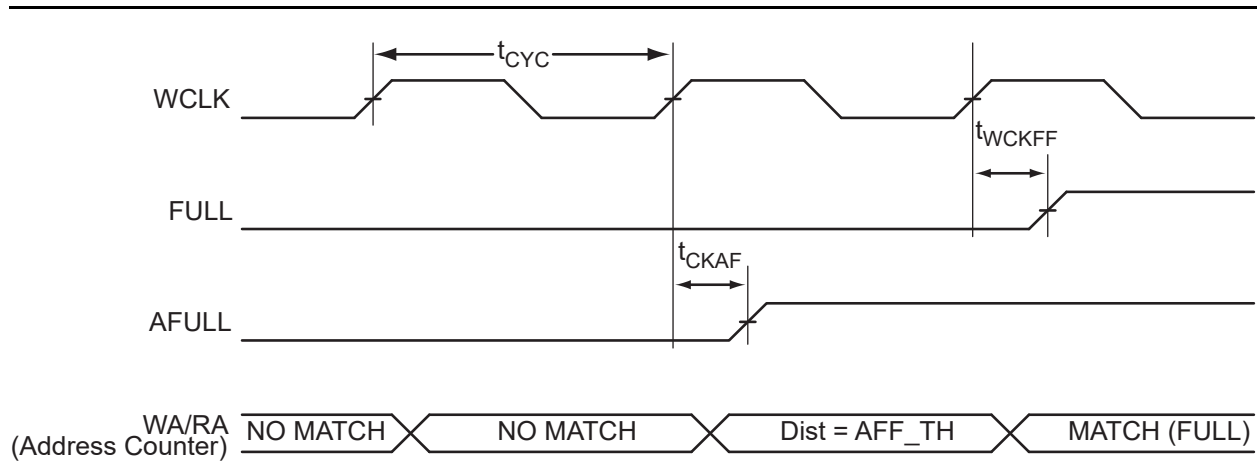 tCYC
WCLK
tWCKFF
FULL
tCKAF
AFULL
WA/RA
(Address Counter)
NO MATCH
NO MATCH
Dist = AFF_TH
MATCH (FULL)